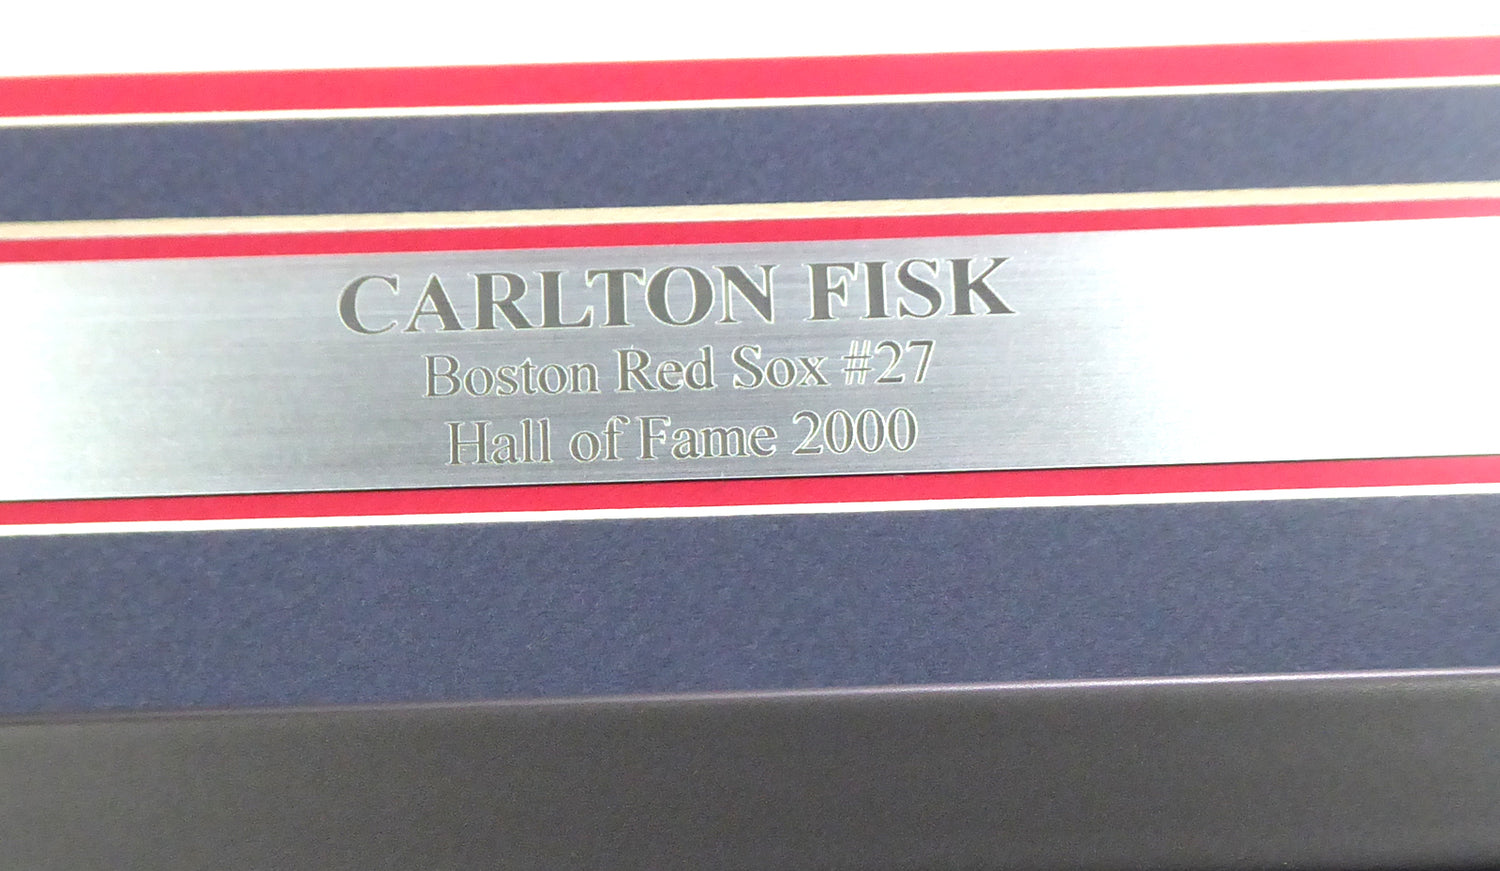 CARLTON FISK
Boston Red Sox #27
Hall of Fame 2000